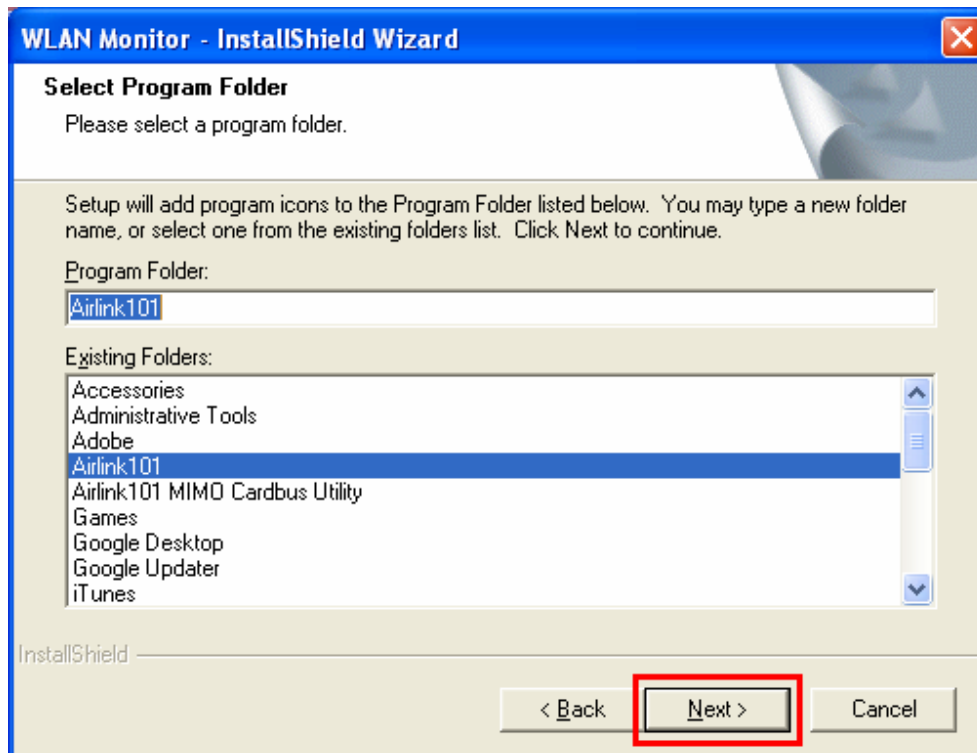 WLAN Monitor - InstallShield Wizard
Select Program Folder
Please select a program folder.
Setup will add program icons to the Program Folder listed below.  You may type a new folder
name, or select one from the existing folders list.  Click Next to continue.
Program Folder:
Airlink101
Existing Folders:
Accessories
Administrative Tools
Adobe
Airlink101
Airlink101 MIMO Cardbus Utility
Games
Google Desktop
Google Updater
iTunes
InstallShield
< Back Next > Cancel